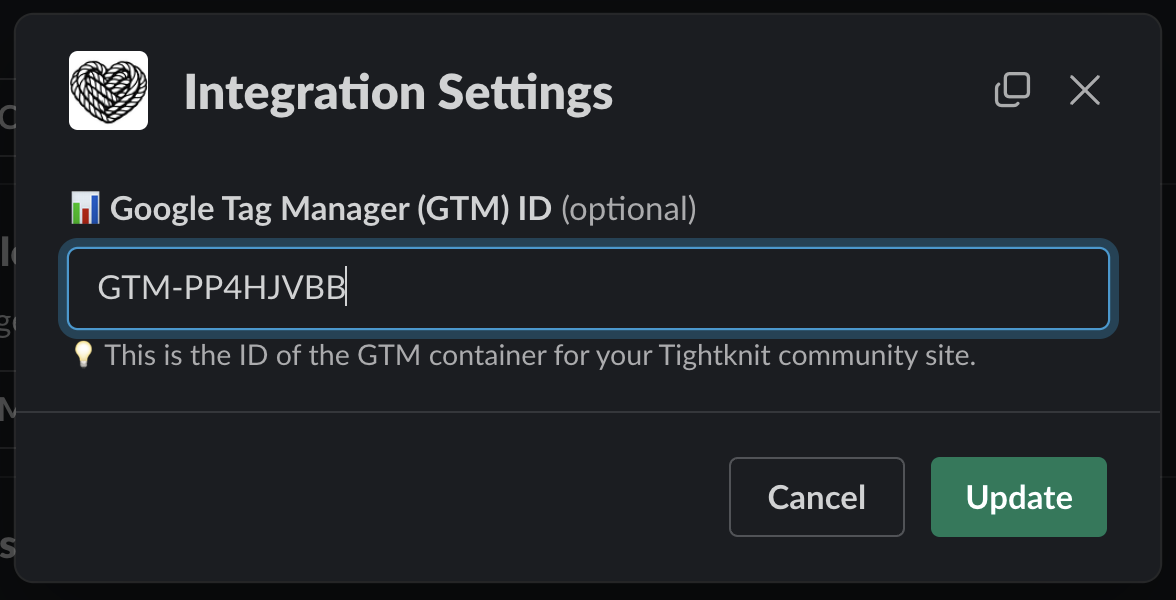 Integration Settings
📊 Google Tag Manager (GTM) ID (optional)
GTM-PP4HJVBB
💡 This is the ID of the GTM container for your Tightknit community site.
Cancel
Update